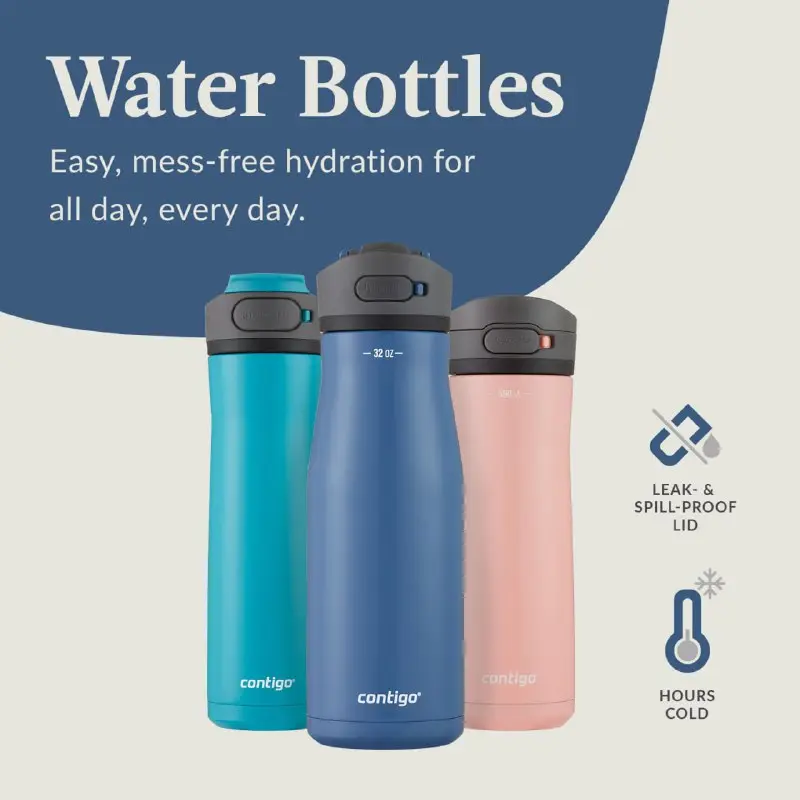 Water Bottles
Easy, mess-free hydration for
all day, every day.
32 OZ
contigo®
contigo®
contigo
LEAK- &
SPILL-PROOF
LID
HOURS
COLD